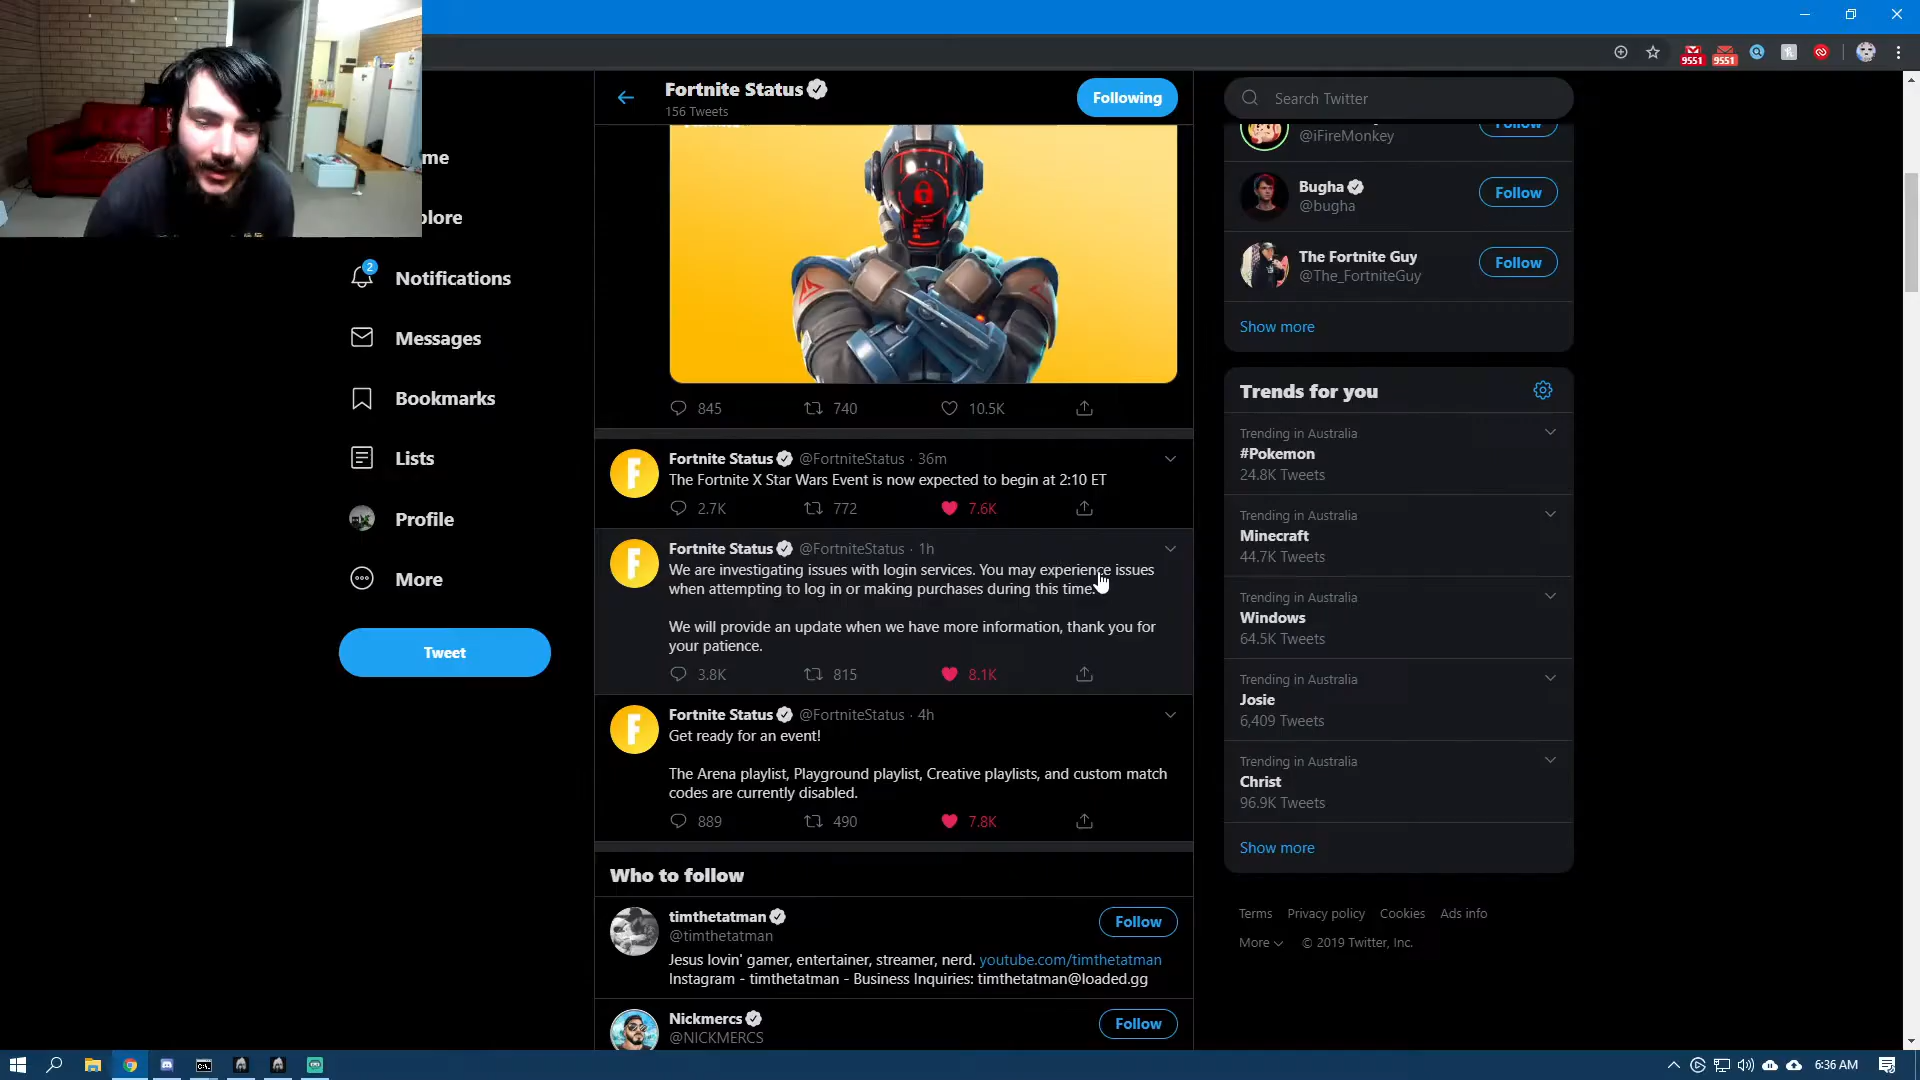 9551
9551
me
plore
Notifications
2
Messages
Bookmarks
Lists
Profile
More
Tweet
Fortnite Status
156 Tweets
Following
845
740
10.5K
Fortnite Status @FortniteStatus · 36m
The Fortnite X Star Wars Event is now expected to begin at 2:10 ET
2.7K
772
7.6K
Fortnite Status @FortniteStatus · 1h
We are investigating issues with login services. You may experience issues
when attempting to log in or making purchases during this time.
We will provide an update when we have more information, thank you for
your patience.
3.8K
815
8.1K
Fortnite Status @FortniteStatus · 4h
Get ready for an event!
The Arena playlist, Playground playlist, Creative playlists, and custom match
codes are currently disabled.
889
490
7.8K
Who to follow
timthetatman
@timthetatman
Follow
Jesus lovin' gamer, entertainer, streamer, nerd. youtube.com/timthetatman
Instagram - timthetatman - Business Inquiries: timthetatman@loaded.gg
Nickmercs
@NICKMERCS
Follow
Search Twitter
@iFireMonkey
Follow
Bugha
@bugha
Follow
The Fortnite Guy
@The_FortniteGuy
Follow
Show more
Trends for you
Trending in Australia
#Pokemon
24.8K Tweets
Trending in Australia
Minecraft
44.7K Tweets
Trending in Australia
Windows
64.5K Tweets
Trending in Australia
Josie
6,409 Tweets
Trending in Australia
Christ
96.9K Tweets
Show more
Terms Privacy policy Cookies Ads info
More © 2019 Twitter, Inc.
6:36 AM